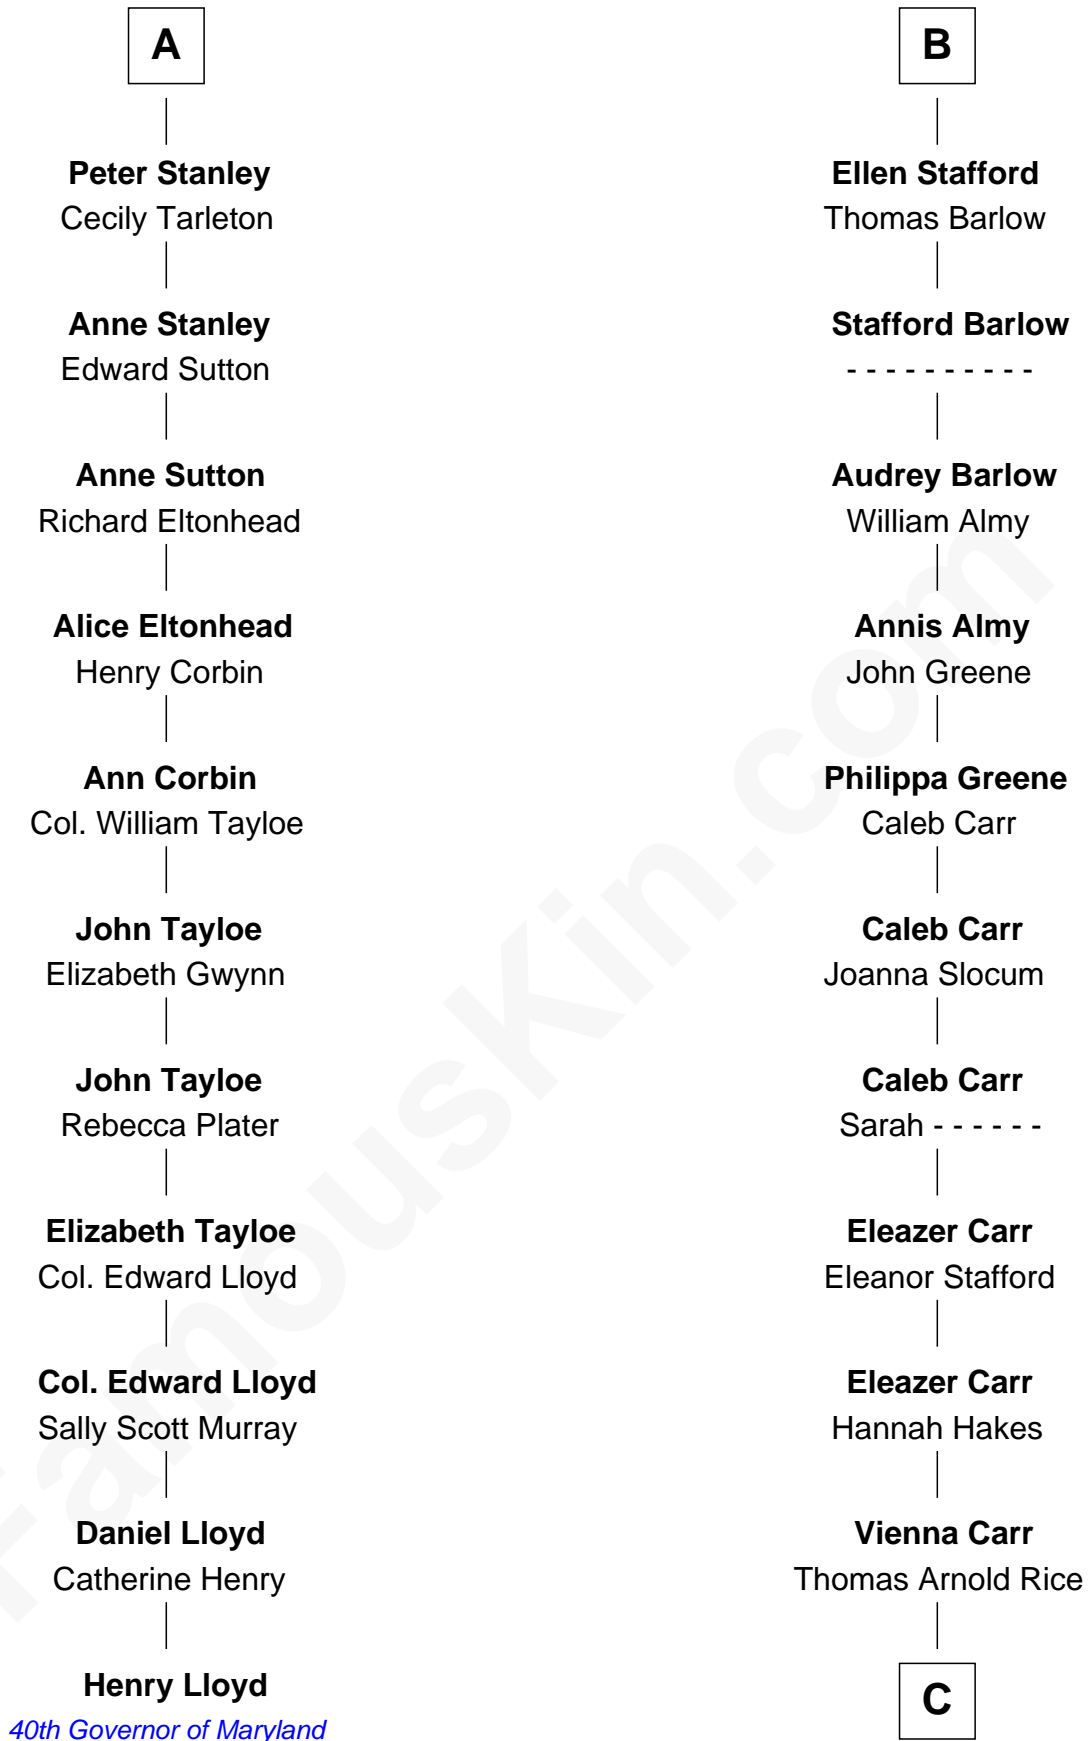 A
Peter Stanley
Cecily Tarleton
Anne Stanley
Edward Sutton
Anne Sutton
Richard Eltonhead
Alice Eltonhead
Henry Corbin
Ann Corbin
Col. William Tayloe
John Tayloe
Elizabeth Gwynn
John Tayloe
Rebecca Plater
Elizabeth Tayloe
Col. Edward Lloyd
Col. Edward Lloyd
Sally Scott Murray
Daniel Lloyd
Catherine Henry
Henry Lloyd
40th Governor of Maryland
B
Ellen Stafford
Thomas Barlow
Stafford Barlow
- - - - - - - - - -
Audrey Barlow
William Almy
Annis Almy
John Greene
Philippa Greene
Caleb Carr
Caleb Carr
Joanna Slocum
Caleb Carr
Sarah - - - - - -
Eleazer Carr
Eleanor Stafford
Eleazer Carr
Hannah Hakes
Vienna Carr
Thomas Arnold Rice
C
FamousKin.com